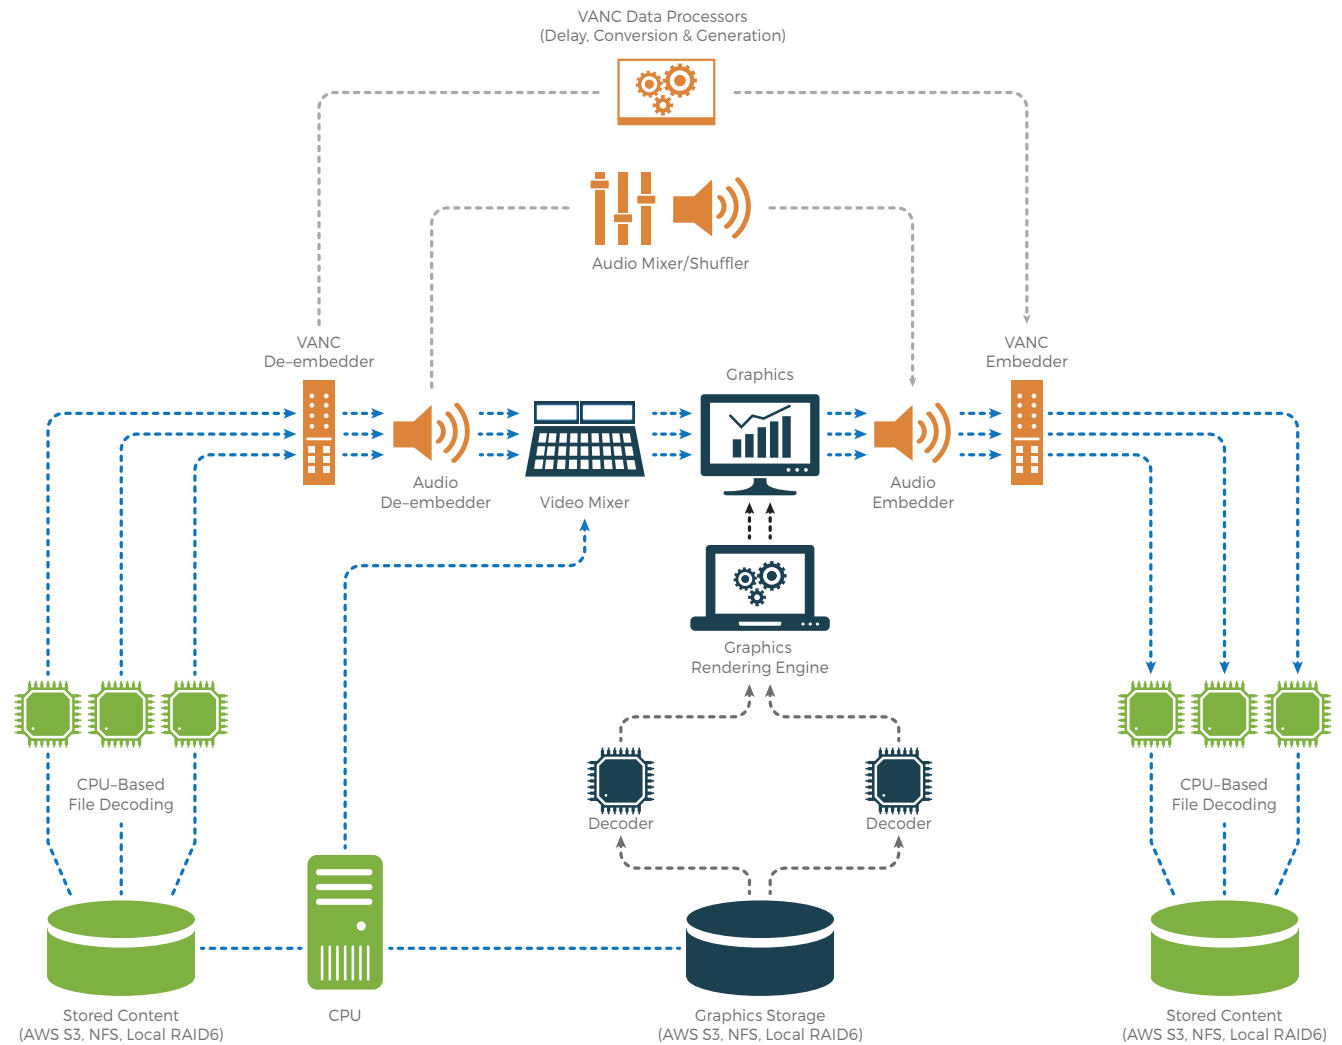 VANC Data Processors
(Delay, Conversion & Generation)
Audio Mixer/Shuffler
VANC
De-embedder
VANC
Embedder
Graphics
Audio
De-embedder
Video Mixer
Audio
Embedder
Graphics
Rendering Engine
CPU-Based
File Decoding
CPU-Based
File Decoding
Decoder
Decoder
Stored Content
(AWS S3, NFS, Local RAID6)
CPU
Graphics Storage
(AWS S3, NFS, Local RAID6)
Stored Content
(AWS S3, NFS, Local RAID6)